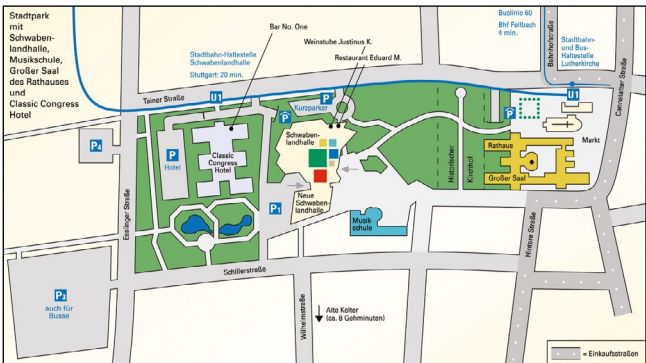 Stadtpark
mit
Schwaben-
landhalle,
Musikschule,
Großer Saal
des Rathauses
und
Classic Congress
Hotel
Bar No. One
Weinstube Justinus K.
Restaurant Eduard M.
Stadtbahn-Haltestelle
Schwabenlandhalle
Stuttgart: 20 min.
Buslinie 60
Bhf Fellbach
4 min.
Bahnhofstraße
Stadtbahn-
und Bus-
Haltestelle
Lutherkirche
Cannstatter Straße
Tainer Straße
U1
U1
P
Kurzparker
P
P
P4
P
Hotel
Classic
Congress
Hotel
Schwaben-
landhalle
Neue
Schwaben-
landhalle
P1
Historischer
Kirchhof
Rathaus
Großer Saal
Markt
Musik-
schule
Esslinger Straße
Hintere Straße
Schillerstraße
P3
auch für
Busse
Wilhelmstraße
Alte Kelter
(ca. 8 Gehminuten)
= Einkaufsstraßen